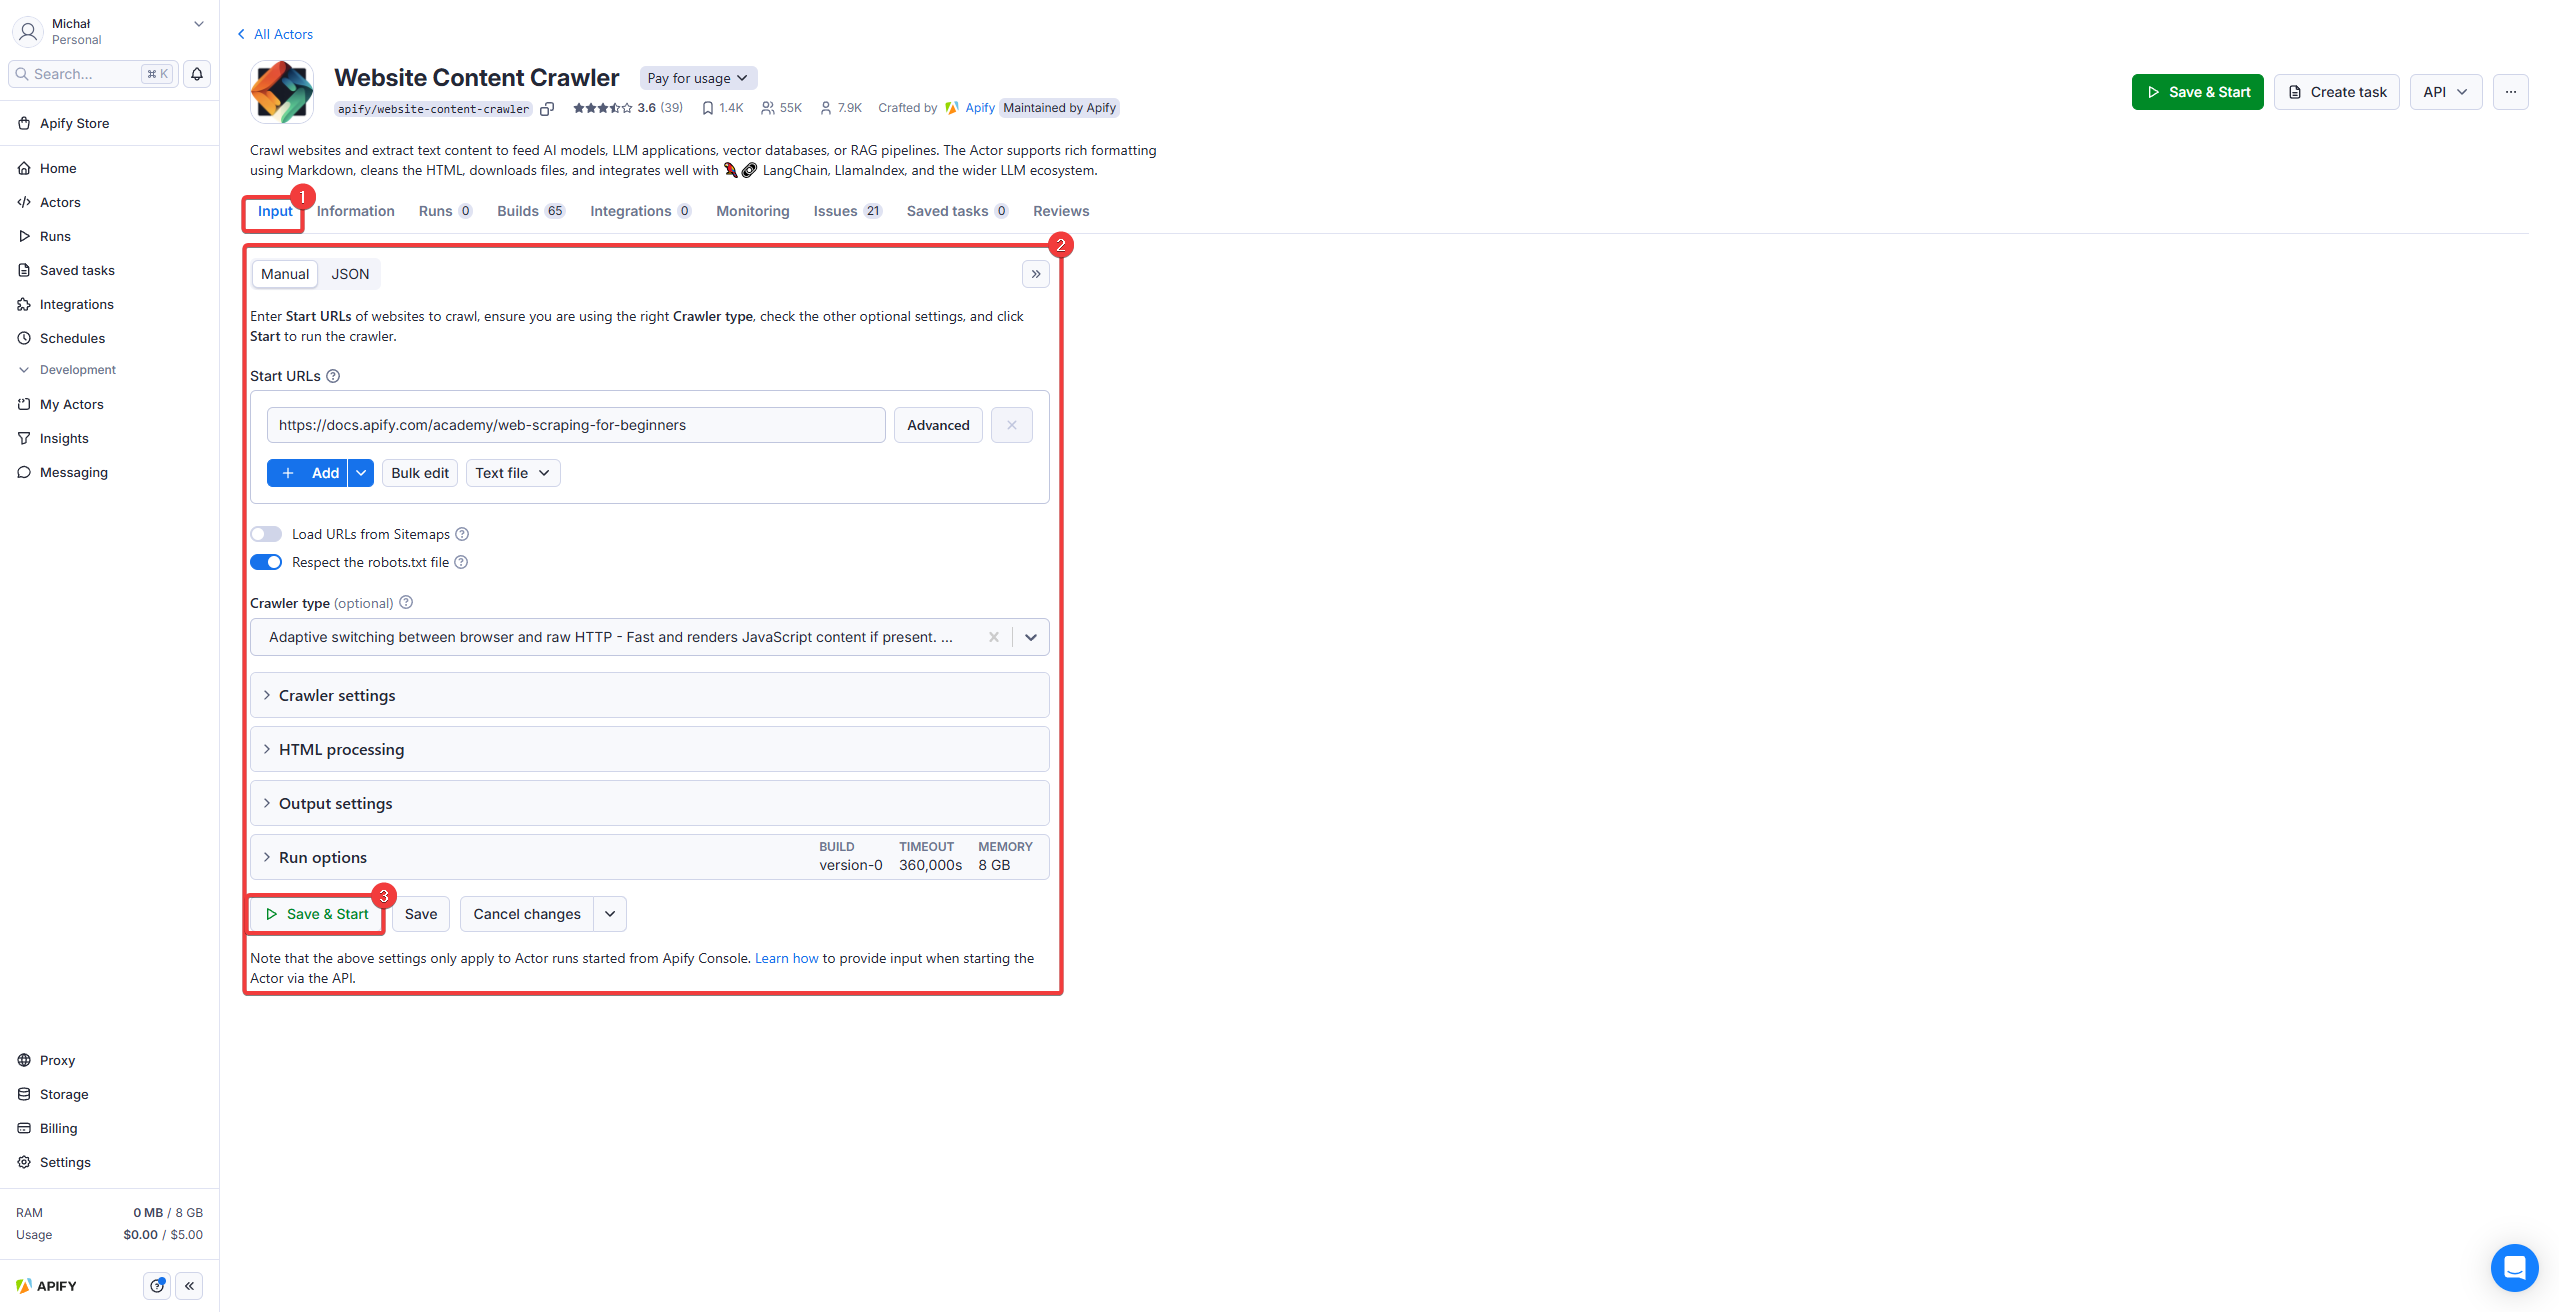 Michał
Personal
Search...
⌘ K
Apify Store
Home
Actors
Runs
Saved tasks
Integrations
Schedules
Development
My Actors
Insights
Messaging
Proxy
Storage
Billing
Settings
RAM 0 MB / 8 GB
Usage $0.00 / $5.00
APIFY
All Actors
Website Content Crawler Pay for usage
apify/website-content-crawler 3.6 (39) 1.4K 55K 7.9K Crafted by Apify Maintained by Apify
Save & Start Create task API ...
Crawl websites and extract text content to feed AI models, LLM applications, vector databases, or RAG pipelines. The Actor supports rich formatting
using Markdown, cleans the HTML, downloads files, and integrates well with 🦜🔗 LangChain, LlamaIndex, and the wider LLM ecosystem.
1
Input Information Runs 0 Builds 65 Integrations 0 Monitoring Issues 21 Saved tasks 0 Reviews
2
Manual JSON
Enter Start URLs of websites to crawl, ensure you are using the right Crawler type, check the other optional settings, and click
Start to run the crawler.
Start URLs
https://docs.apify.com/academy/web-scraping-for-beginners Advanced
+ Add Bulk edit Text file
Load URLs from Sitemaps
Respect the robots.txt file
Crawler type (optional)
Adaptive switching between browser and raw HTTP - Fast and renders JavaScript content if present. ...
Crawler settings
HTML processing
Output settings
Run options
BUILD TIMEOUT MEMORY
version-0 360,000s 8 GB
3
Save & Start Save Cancel changes
Note that the above settings only apply to Actor runs started from Apify Console. Learn how to provide input when starting the
Actor via the API.